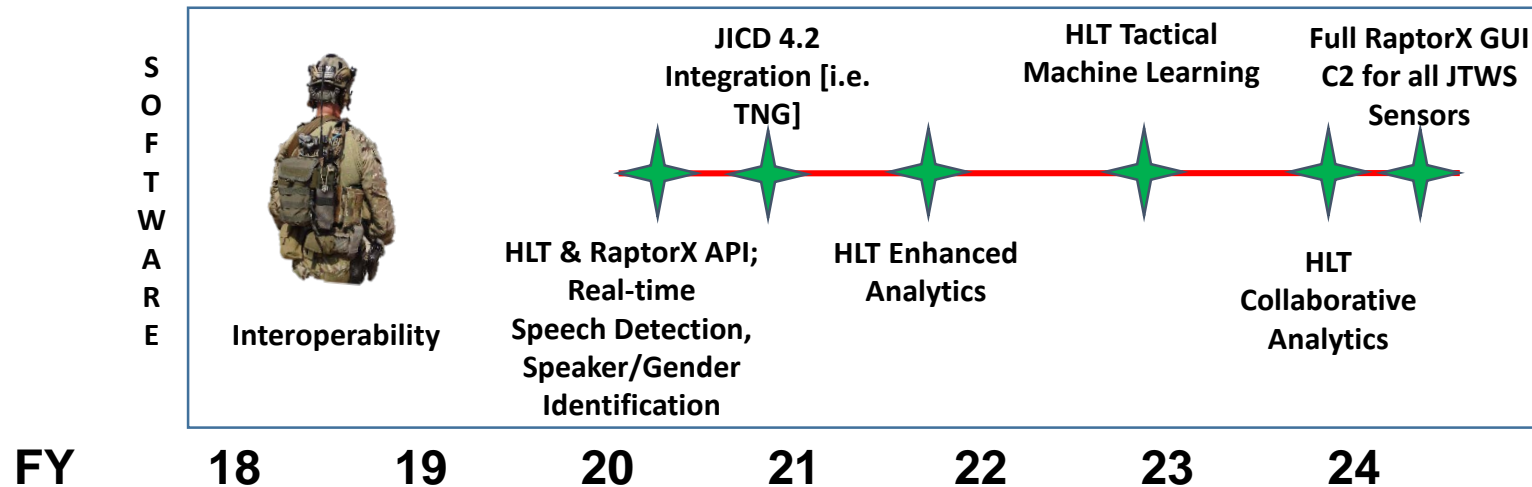 SOFTWARE
Interoperability
HLT & RaptorX API;
Real-time
Speech Detection,
Speaker/Gender
Identification
JICD 4.2
Integration [i.e.
TNG]
HLT Enhanced
Analytics
HLT Tactical
Machine Learning
HLT
Collaborative
Analytics
Full RaptorX GUI
C2 for all JTWS
Sensors
FY 18 19 20 21 22 23 24